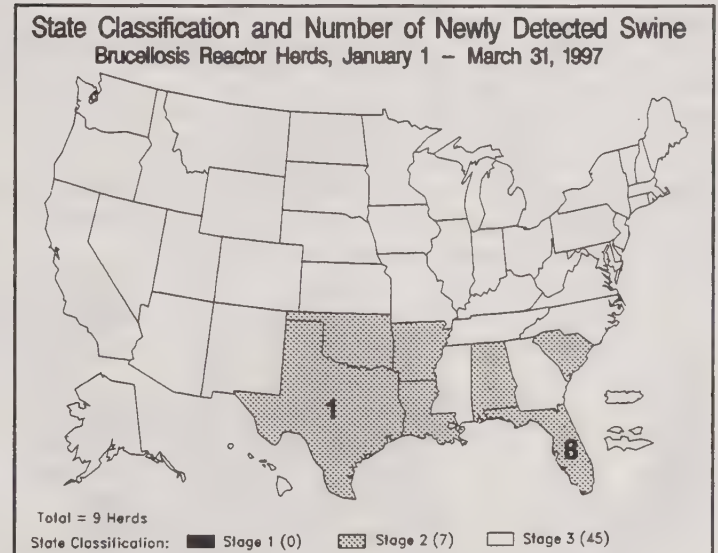 State Classification and Number of Newly Detected Swine
Brucellosis Reactor Herds, January 1 – March 31, 1997
1
8
Total = 9 Herds
State Classification: Stage 1 (0) Stage 2 (7) Stage 3 (45)